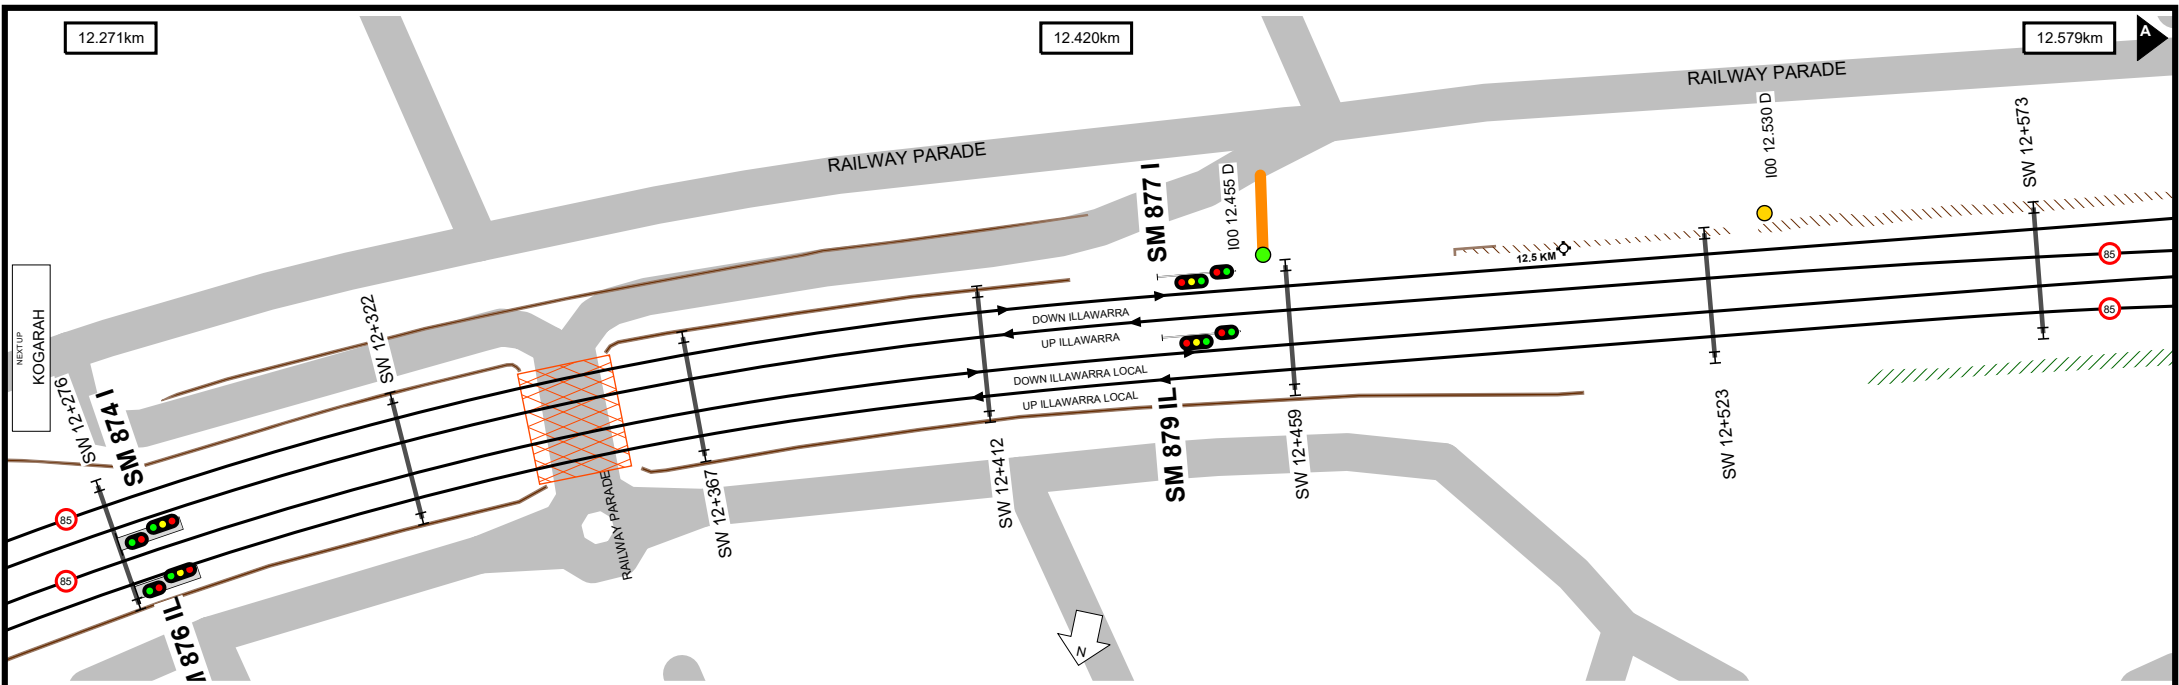 12.271km
12.420km
12.579km
A
RAILWAY PARADE
RAILWAY PARADE
I00 12.530 D
SW 12+573
SM 877 I
I00 12.455 D
12.5 KM
85
85
NEXT UP
KOGARAH
SW 12+276
SM 874 I
SW 12+322
DOWN ILLAWARRA
UP ILLAWARRA
DOWN ILLAWARRA LOCAL
UP ILLAWARRA LOCAL
SM 879 IL
SW 12+459
SW 12+523
SW 12+412
SW 12+367
RAILWAY PARADE
85
85
M 876 IL
N